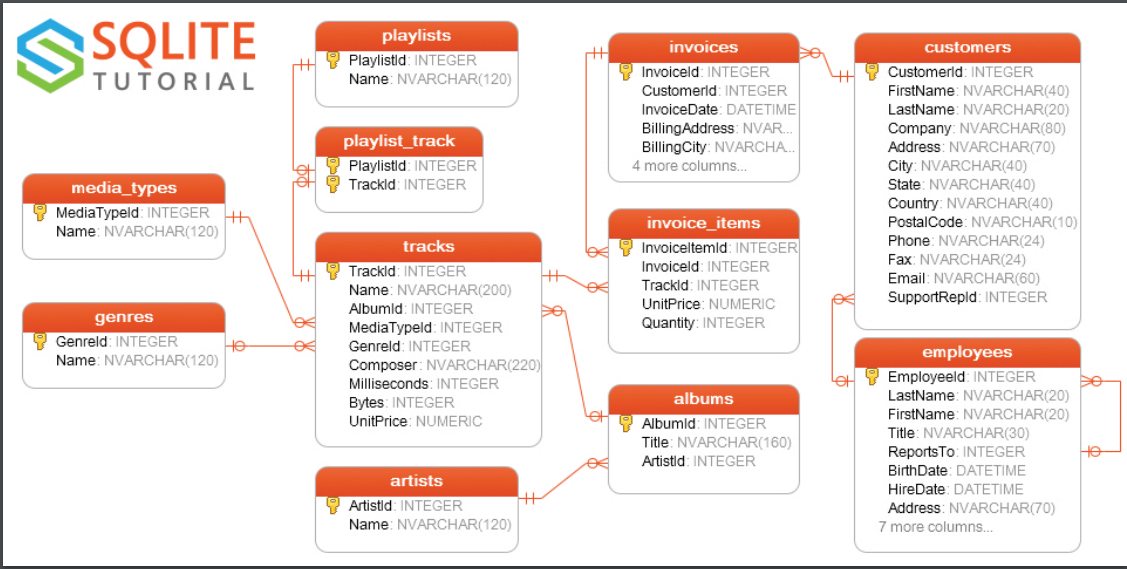 SQLITE
TUTORIAL
playlists
PlaylistId: INTEGER
Name: NVARCHAR(120)
playlist_track
PlaylistId: INTEGER
TrackId: INTEGER
media_types
MediaTypeId: INTEGER
Name: NVARCHAR(120)
genres
GenreId: INTEGER
Name: NVARCHAR(120)
tracks
TrackId: INTEGER
Name: NVARCHAR(200)
AlbumId: INTEGER
MediaTypeId: INTEGER
GenreId: INTEGER
Composer: NVARCHAR(220)
Milliseconds: INTEGER
Bytes: INTEGER
UnitPrice: NUMERIC
artists
ArtistId: INTEGER
Name: NVARCHAR(120)
invoices
InvoiceId: INTEGER
CustomerId: INTEGER
InvoiceDate: DATETIME
BillingAddress: NVAR...
BillingCity: NVARCHA...
4 more columns...
invoice_items
InvoiceItemId: INTEGER
InvoiceId: INTEGER
TrackId: INTEGER
UnitPrice: NUMERIC
Quantity: INTEGER
albums
AlbumId: INTEGER
Title: NVARCHAR(160)
ArtistId: INTEGER
customers
CustomerId: INTEGER
FirstName: NVARCHAR(40)
LastName: NVARCHAR(20)
Company: NVARCHAR(80)
Address: NVARCHAR(70)
City: NVARCHAR(40)
State: NVARCHAR(40)
Country: NVARCHAR(40)
PostalCode: NVARCHAR(10)
Phone: NVARCHAR(24)
Fax: NVARCHAR(24)
Email: NVARCHAR(60)
SupportRepId: INTEGER
employees
EmployeeId: INTEGER
LastName: NVARCHAR(20)
FirstName: NVARCHAR(20)
Title: NVARCHAR(30)
ReportsTo: INTEGER
BirthDate: DATETIME
HireDate: DATETIME
Address: NVARCHAR(70)
7 more columns...